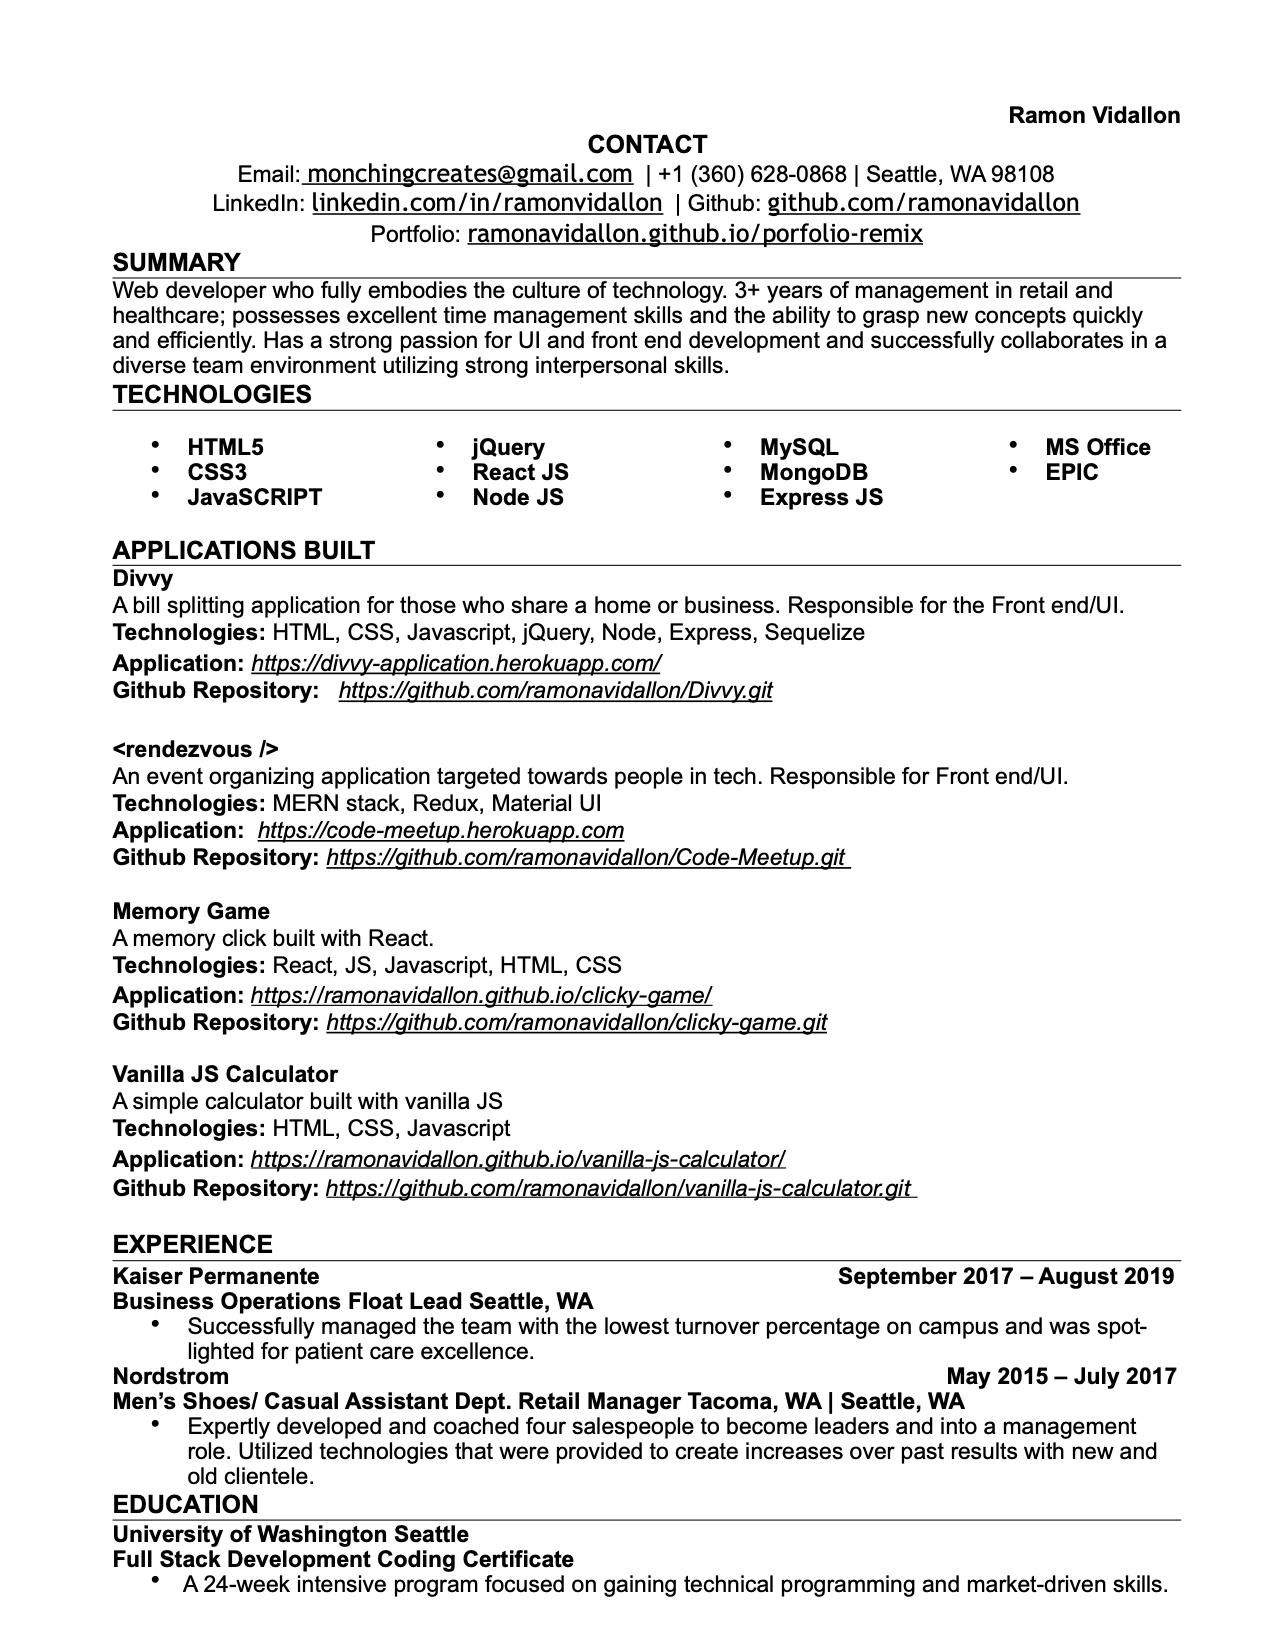 Ramon Vidallon
CONTACT
Email: monchingcreates@gmail.com | +1 (360) 628-0868 | Seattle, WA 98108
LinkedIn: linkedin.com/in/ramonvidallon | Github: github.com/ramonavidallon
Portfolio: ramonavidallon.github.io/porfolio-remix
SUMMARY
Web developer who fully embodies the culture of technology. 3+ years of management in retail and
healthcare; possesses excellent time management skills and the ability to grasp new concepts quickly
and efficiently. Has a strong passion for UI and front end development and successfully collaborates in a
diverse team environment utilizing strong interpersonal skills.
TECHNOLOGIES
• HTML5 • jQuery • MySQL • MS Office
• CSS3 • React JS • MongoDB • EPIC
• JavaSCRIPT • Node JS • Express JS
APPLICATIONS BUILT
Divvy
A bill splitting application for those who share a home or business. Responsible for the Front end/UI.
Technologies: HTML, CSS, Javascript, jQuery, Node, Express, Sequelize
Application: https://divvy-application.herokuapp.com/
Github Repository: https://github.com/ramonavidallon/Divvy.git
<rendezvous />
An event organizing application targeted towards people in tech. Responsible for Front end/UI.
Technologies: MERN stack, Redux, Material UI
Application: https://code-meetup.herokuapp.com
Github Repository: https://github.com/ramonavidallon/Code-Meetup.git
Memory Game
A memory click built with React.
Technologies: React, JS, Javascript, HTML, CSS
Application: https://ramonavidallon.github.io/clicky-game/
Github Repository: https://github.com/ramonavidallon/clicky-game.git
Vanilla JS Calculator
A simple calculator built with vanilla JS
Technologies: HTML, CSS, Javascript
Application: https://ramonavidallon.github.io/vanilla-js-calculator/
Github Repository: https://github.com/ramonavidallon/vanilla-js-calculator.git
EXPERIENCE
Kaiser Permanente September 2017 – August 2019
Business Operations Float Lead Seattle, WA
• Successfully managed the team with the lowest turnover percentage on campus and was spot-
lighted for patient care excellence.
Nordstrom May 2015 – July 2017
Men’s Shoes/ Casual Assistant Dept. Retail Manager Tacoma, WA | Seattle, WA
• Expertly developed and coached four salespeople to become leaders and into a management
role. Utilized technologies that were provided to create increases over past results with new and
old clientele.
EDUCATION
University of Washington Seattle
Full Stack Development Coding Certificate
• A 24-week intensive program focused on gaining technical programming and market-driven skills.